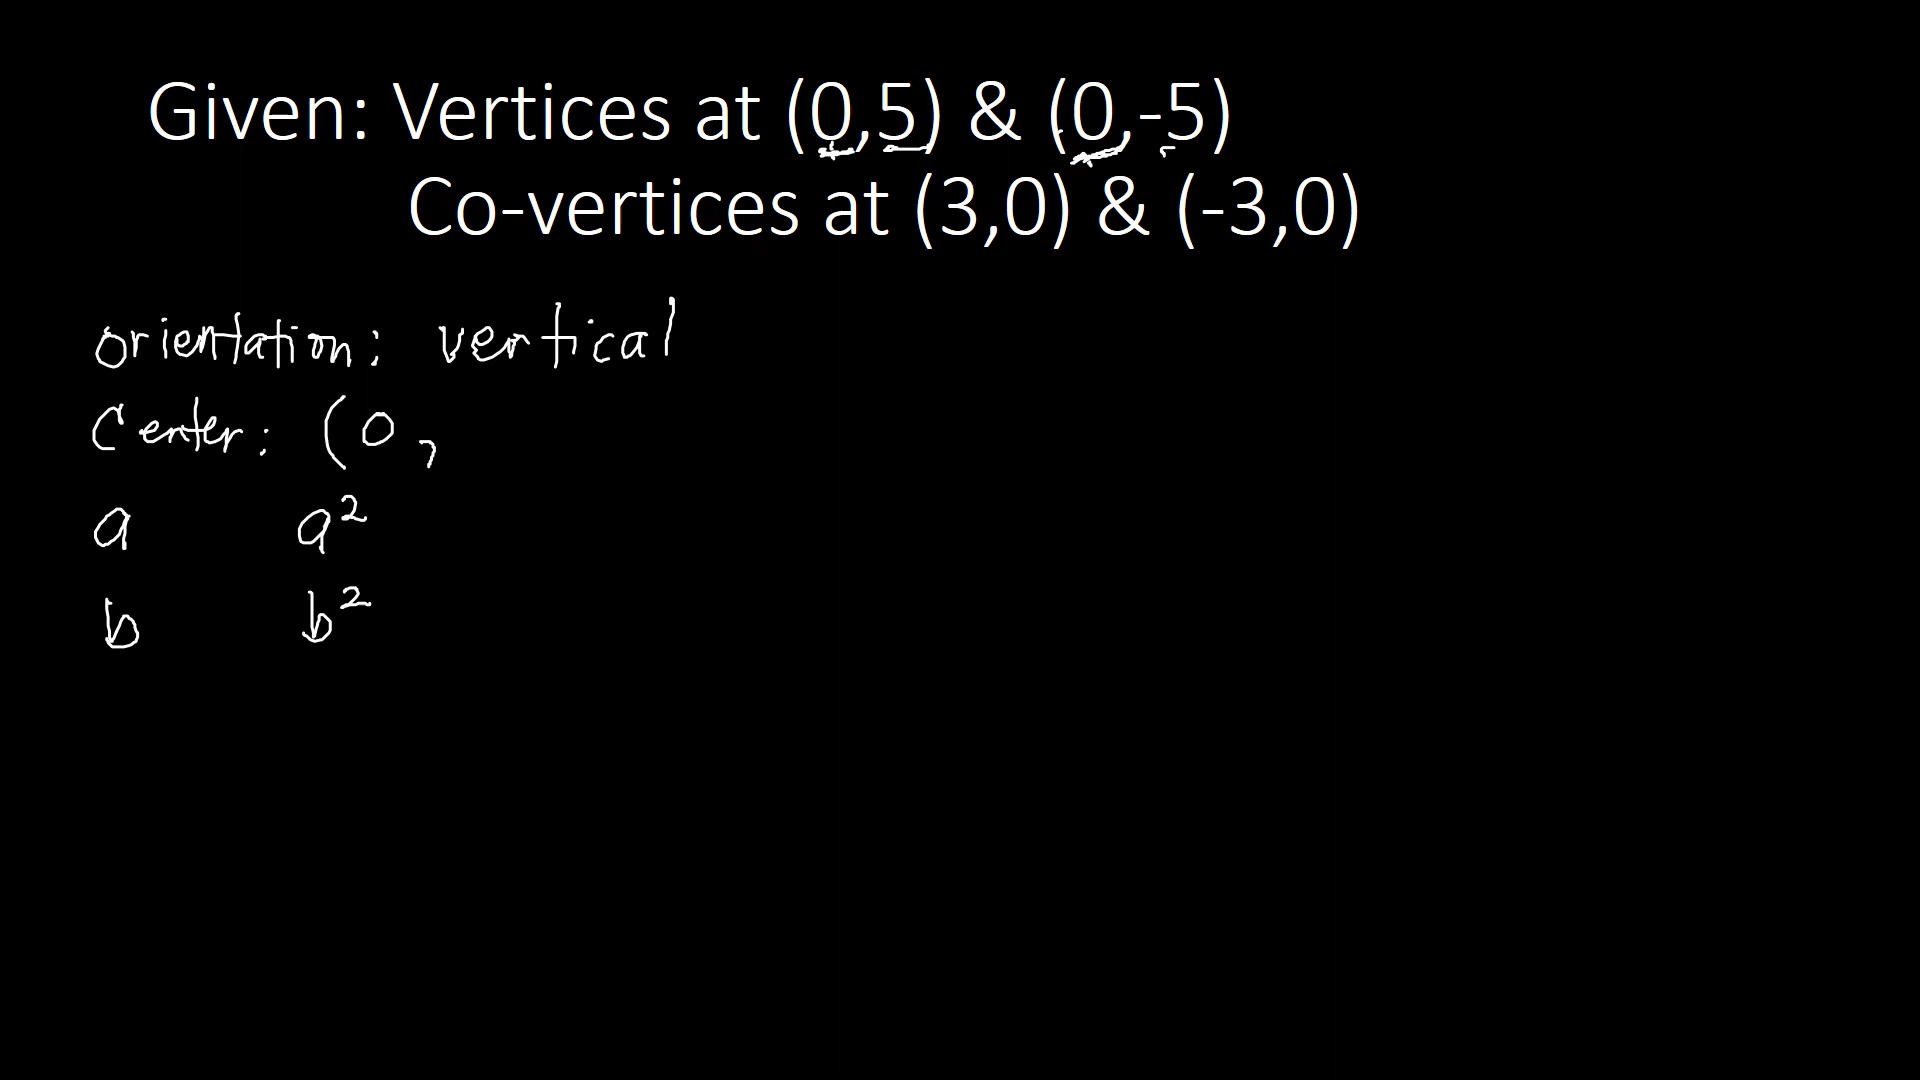 Given: Vertices at (0,5) & (0,-5)
Co-vertices at (3,0) & (-3,0)
orientation: vertical
Center: (0,
a a²
b b²